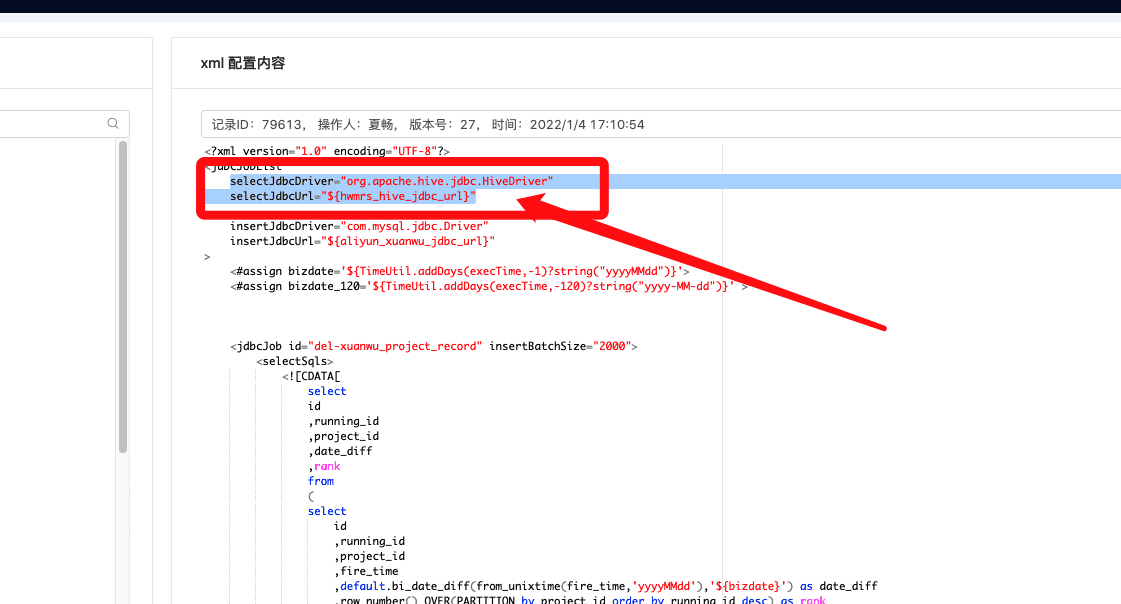 xml 配置内容
记录ID：79613， 操作人：夏畅， 版本号：27， 时间：2022/1/4 17:10:54
<?xml version="1.0" encoding="UTF-8"?>
<jdbcJobList
selectJdbcDriver="org.apache.hive.jdbc.HiveDriver"
selectJdbcUrl="${hwmrs_hive_jdbc_url}"
insertJdbcDriver="com.mysql.jdbc.Driver"
insertJdbcUrl="${aliyun_xuanwu_jdbc_url}"
>
<#assign bizdate='${TimeUtil.addDays(execTime,-1)?string("yyyyMMdd")}'>
<#assign bizdate_120='${TimeUtil.addDays(execTime,-120)?string("yyyy-MM-dd")}' >
<jdbcJob id="del-xuanwu_project_record" insertBatchSize="2000">
<selectSqls>
<![CDATA[
select
id
,running_id
,project_id
,date_diff
,rank
from
(
select
id
,running_id
,project_id
,fire_time
,default.bi_date_diff(from_unixtime(fire_time,'yyyyMMdd'),'${bizdate}') as date_diff
,row_number() OVER(PARTITION by project_id order by running_id desc) as rank